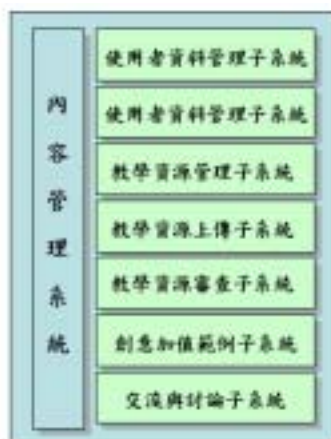 內容管理系統
使用者資料管理子系統
使用者資料管理子系統
教學資源管理子系統
教學資源上傳子系統
教學資源審查子系統
創意加值範例子系統
交流與討論子系統